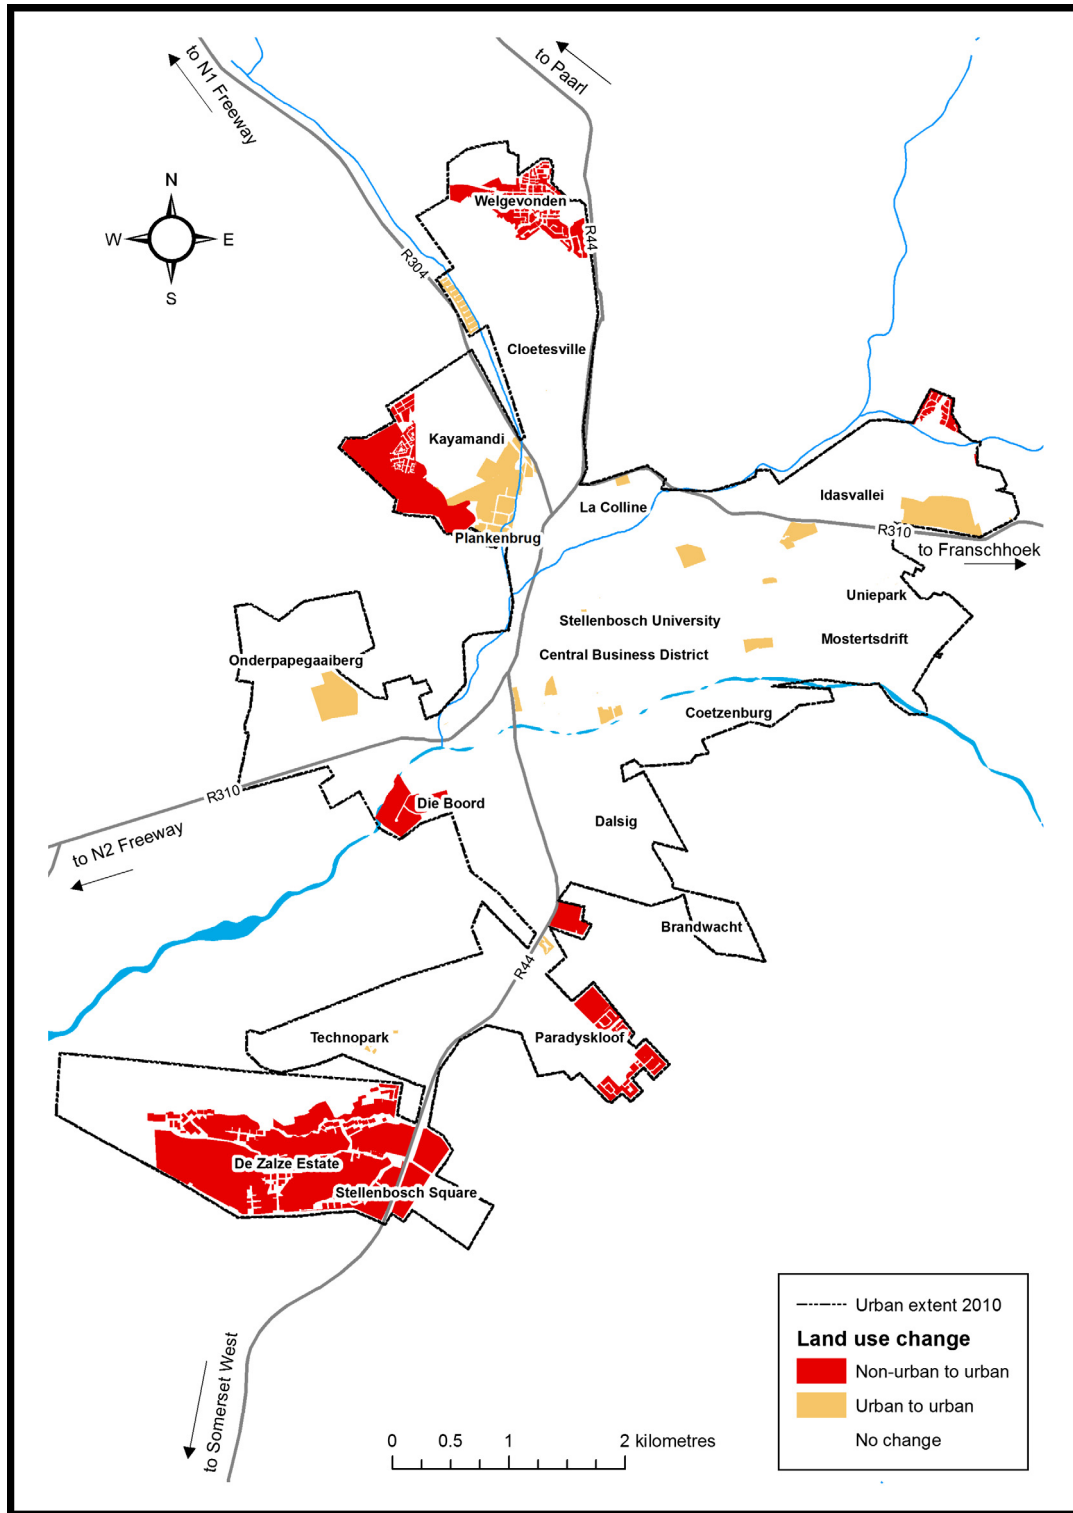 to N1 Freeway
to Paarl
N
W
E
S
Welgevonden
R44
R304
Cloetesville
Kayamandi
Idasvallei
La Colline
R310
Plankenbrug
to Franschhoek
Uniepark
Stellenbosch University
Mostertsdrift
Central Business District
Onderpapegaaiberg
Coetzenburg
R310
Die Boord
Dalsig
to N2 Freeway
Brandwacht
R44
Technopark
Paradyskloof
De Zalze Estate
Stellenbosch Square
to Somerset West
Urban extent 2010
Land use change
Non-urban to urban
Urban to urban
No change
0 0.5 1 2 kilometres